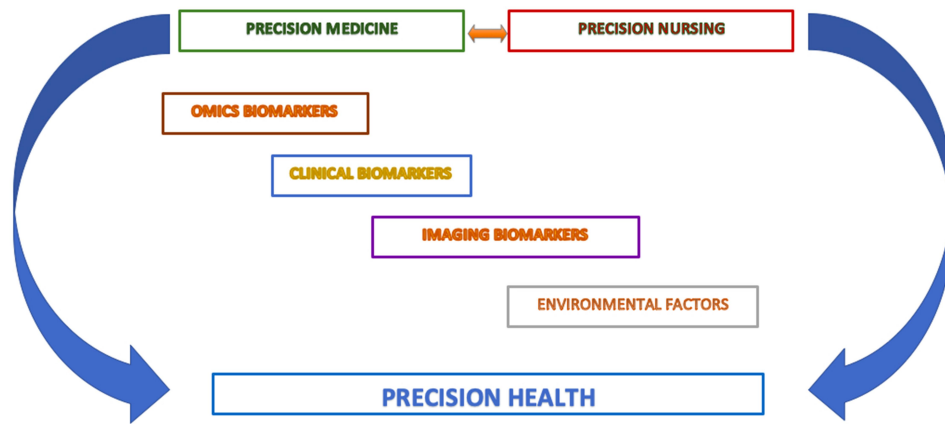 PRECISION MEDICINE
PRECISION NURSING
OMICS BIOMARKERS
CLINICAL BIOMARKERS
IMAGING BIOMARKERS
ENVIRONMENTAL FACTORS
PRECISION HEALTH